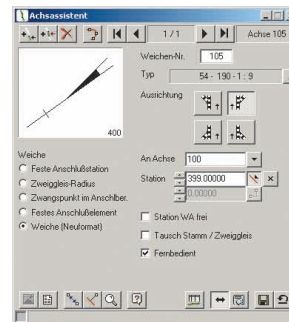 Achsassistent
1 / 1 Achse 105
Weichen-Nr. 105
Typ 54 - 190 - 1 : 9
Ausrichtung
400
Weiche
Feste Anschlußstation
Zweiggleis-Radius
Zwangspunkt im Anschlber.
Festes Anschlußelement
Weiche (Neuformat)
An Achse 100
Station 399.00000
0.00000
Station WA frei
Tausch Stamm / Zweiggleis
Fernbedient